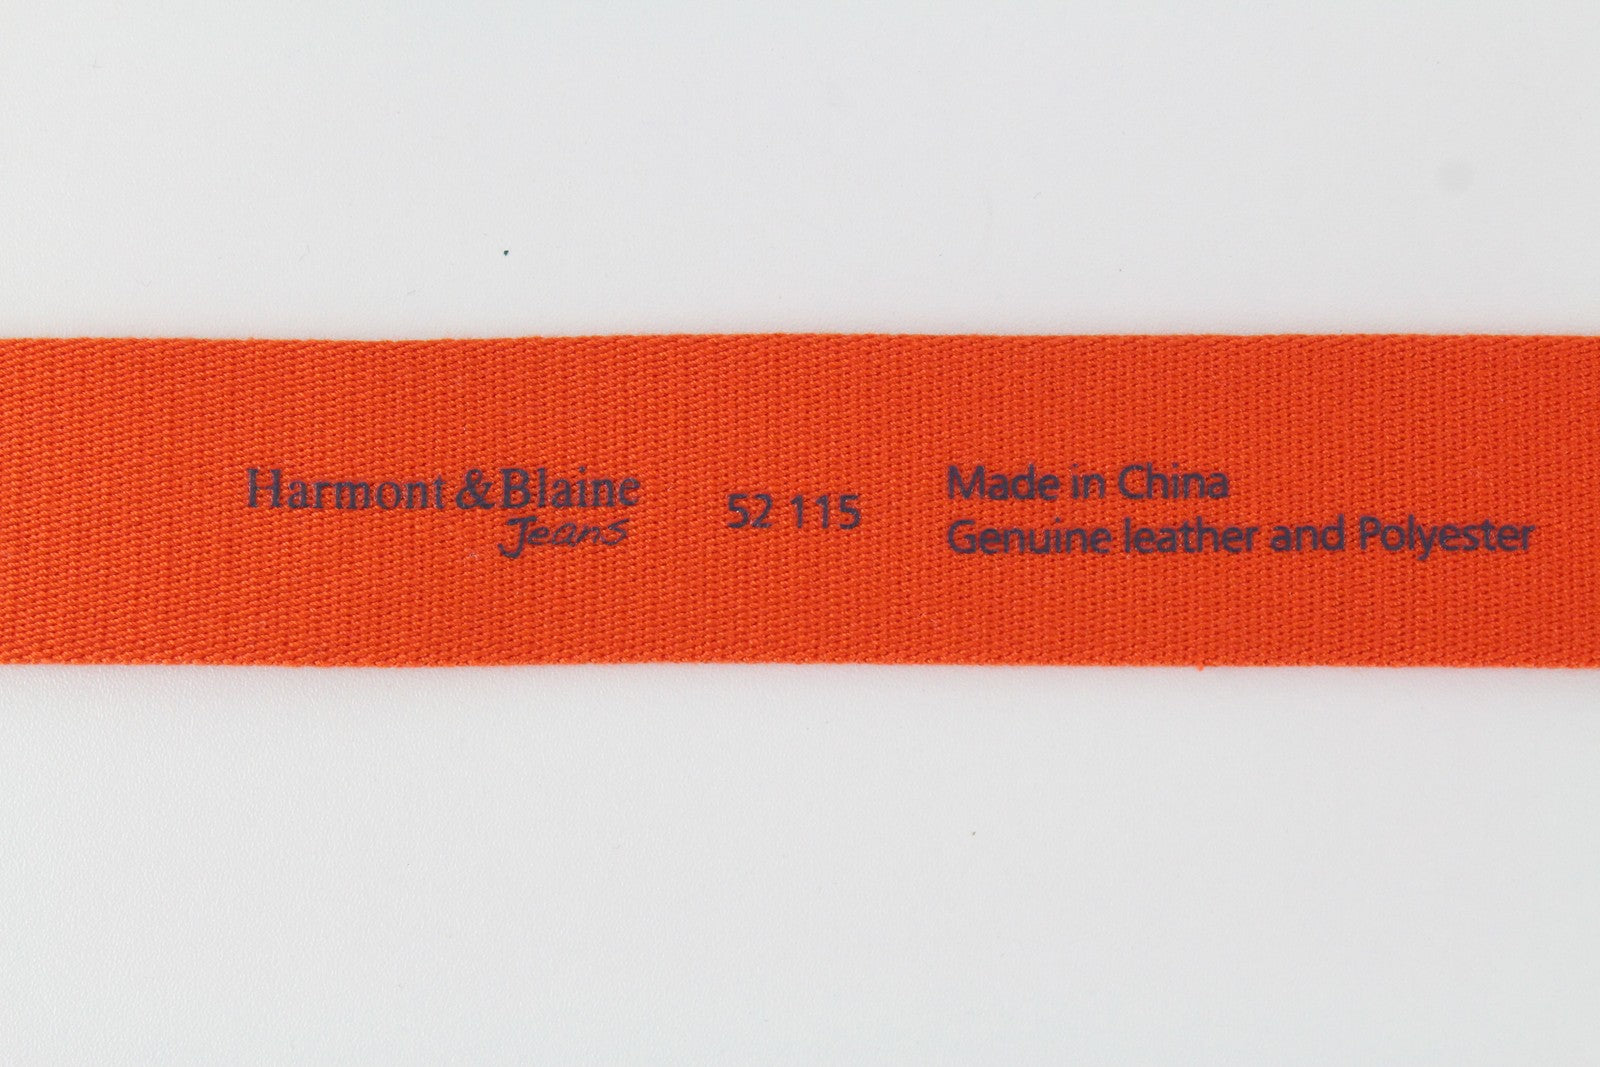 Harmont & Blaine
Jeans
52 115
Made in China
Genuine leather and Polyester